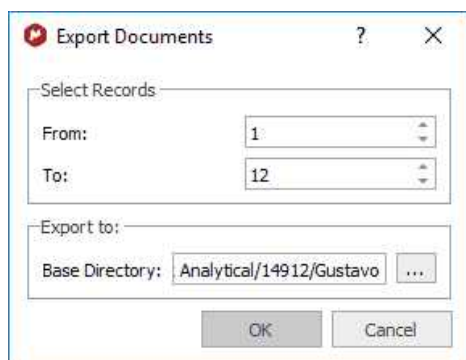 Export Documents ? X
Select Records
From: 1
To: 12
Export to:
Base Directory: Analytical/14912/Gustavo ...
OK Cancel